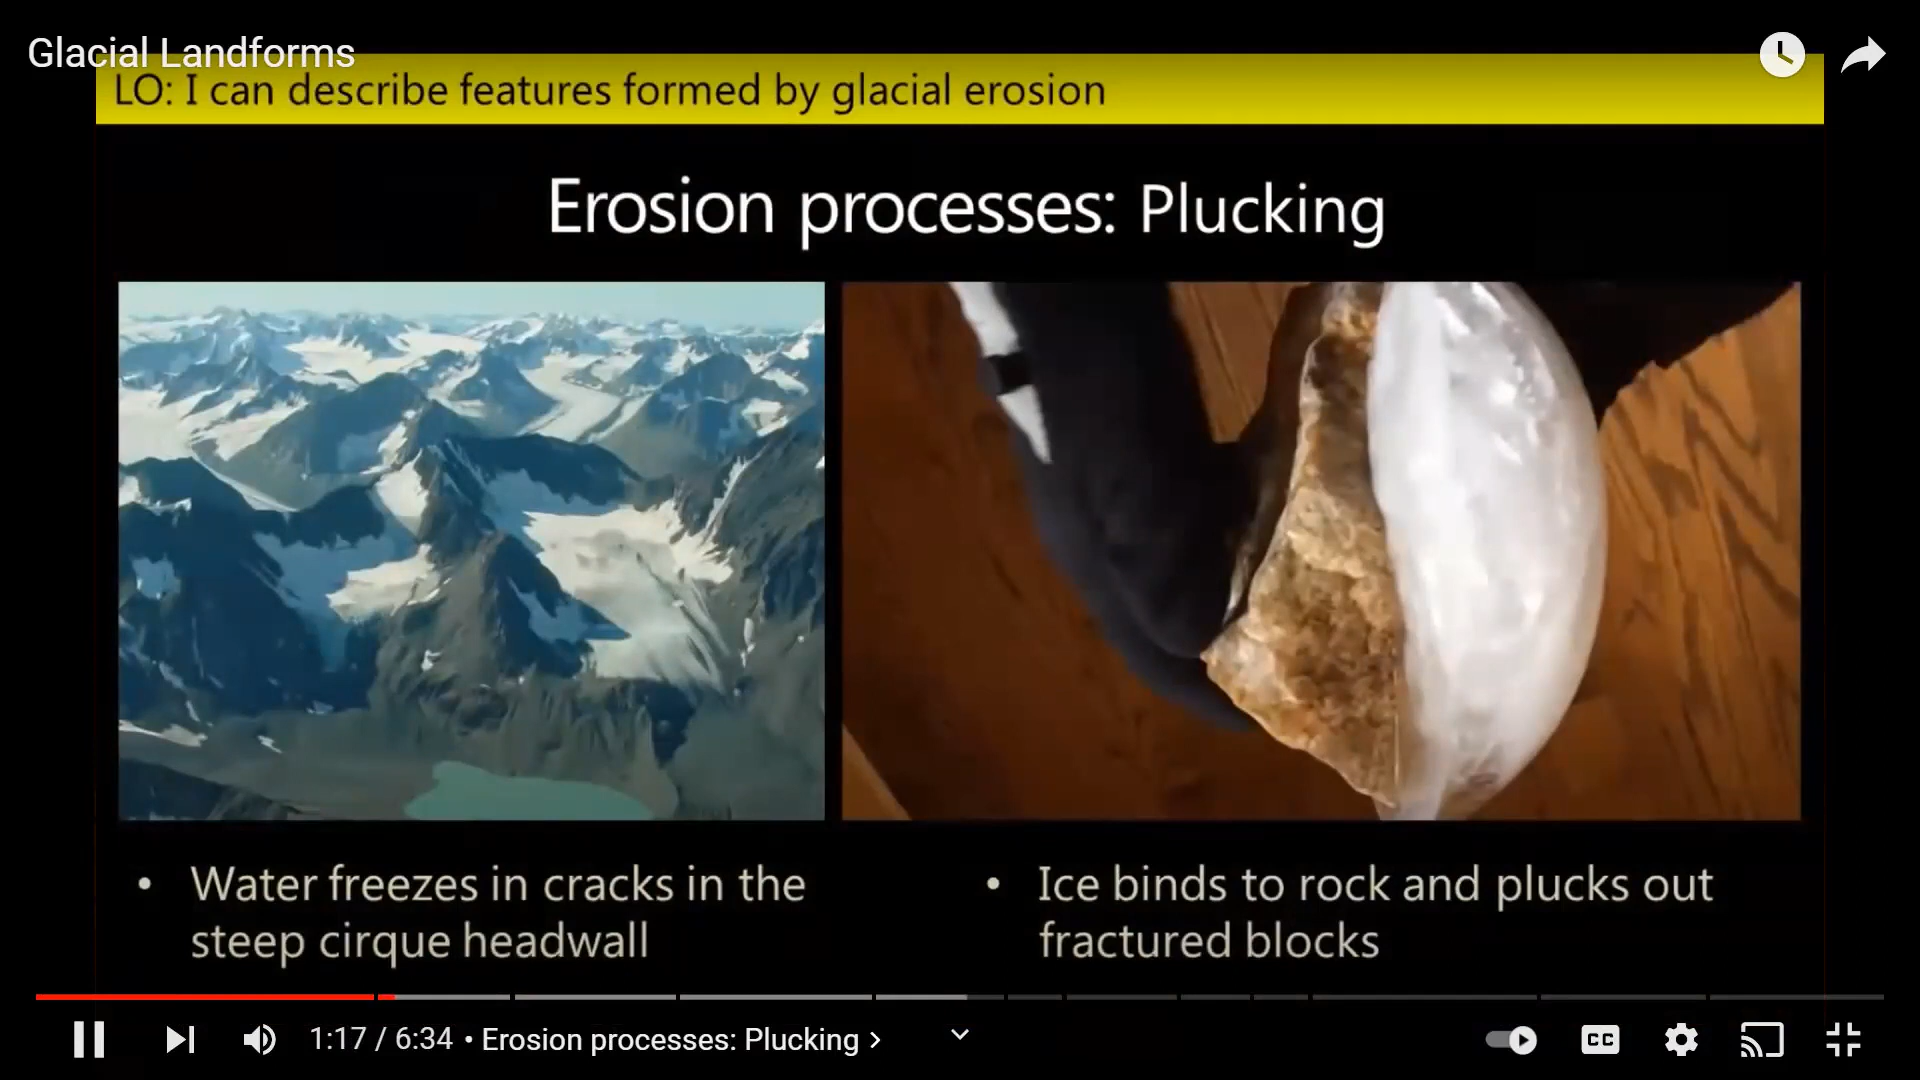 Glacial Landforms
LO: I can describe features formed by glacial erosion
Erosion processes: Plucking
• Water freezes in cracks in the
steep cirque headwall
• Ice binds to rock and plucks out
fractured blocks
1:17 / 6:34 • Erosion processes: Plucking >
CC